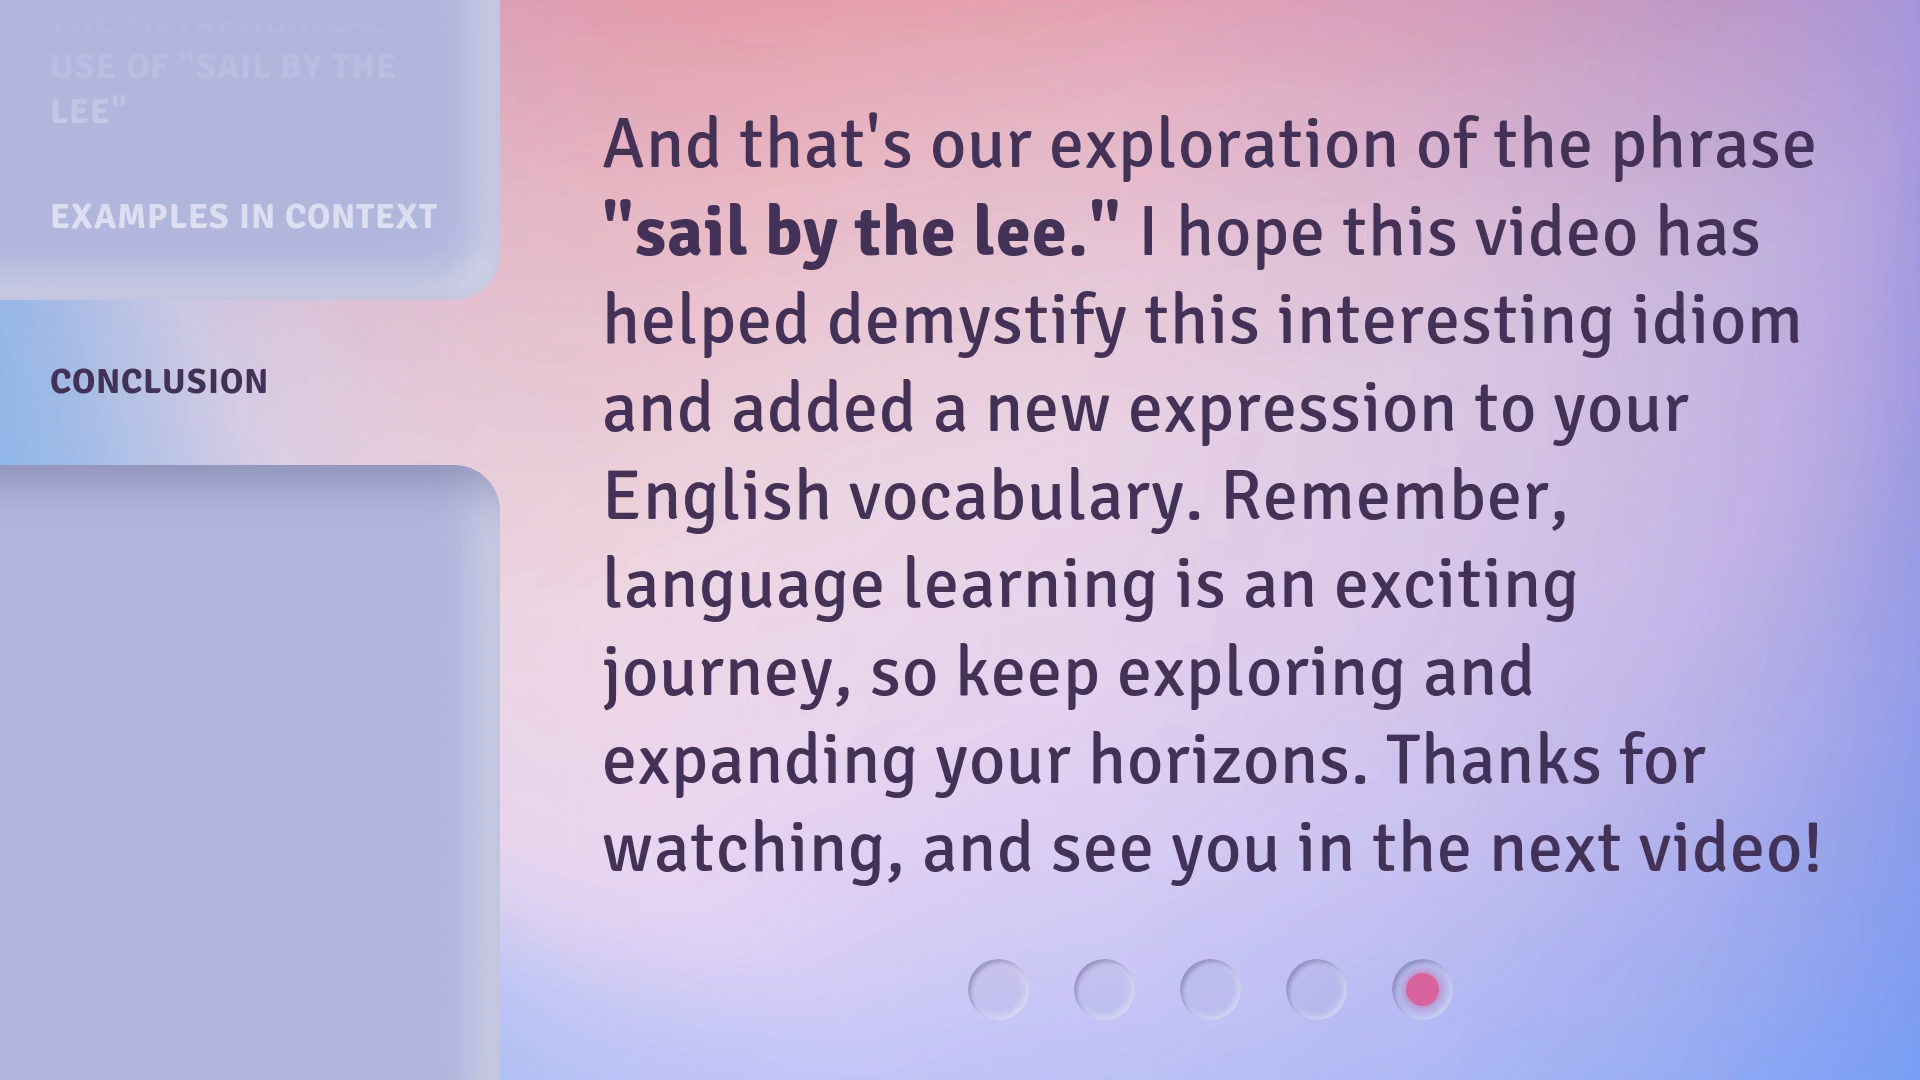 THE METAPHORICAL
USE OF "SAIL BY THE
LEE"
EXAMPLES IN CONTEXT
CONCLUSION
And that's our exploration of the phrase
"sail by the lee." I hope this video has
helped demystify this interesting idiom
and added a new expression to your
English vocabulary. Remember,
language learning is an exciting
journey, so keep exploring and
expanding your horizons. Thanks for
watching, and see you in the next video!